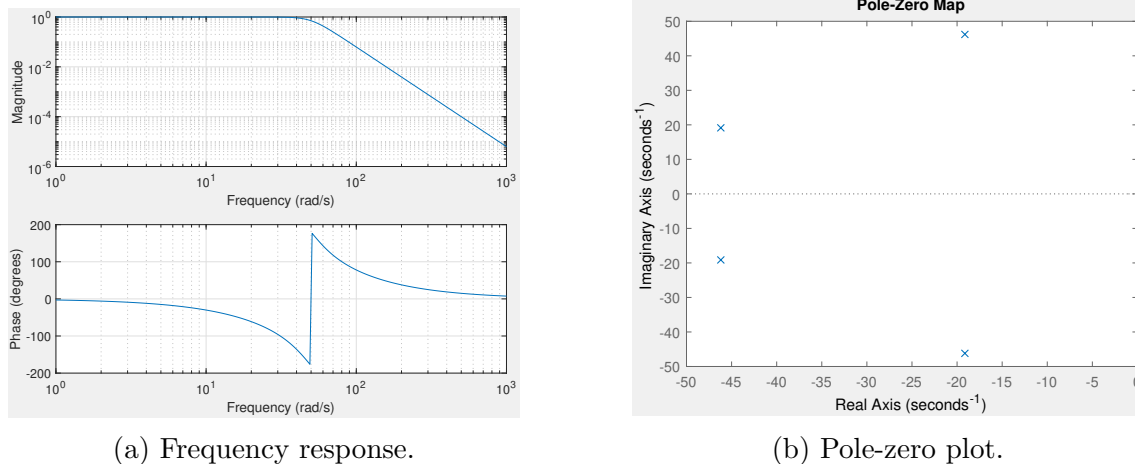 10^0
10^-2
10^-4
10^-6
Magnitude
10^0 10^1 10^2 10^3
Frequency (rad/s)
200
100
0
-100
-200
Phase (degrees)
10^0 10^1 10^2 10^3
Frequency (rad/s)
(a) Frequency response.
Pole-Zero Map
50
40
30
20
10
0
-10
-20
-30
-40
-50
Imaginary Axis (seconds^-1)
-50 -45 -40 -35 -30 -25 -20 -15 -10 -5 0
Real Axis (seconds^-1)
(b) Pole-zero plot.